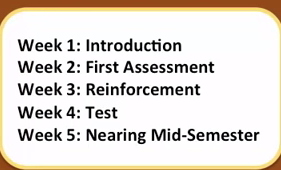 Week 1: Introduction
Week 2: First Assessment
Week 3: Reinforcement
Week 4: Test
Week 5: Nearing Mid-Semester